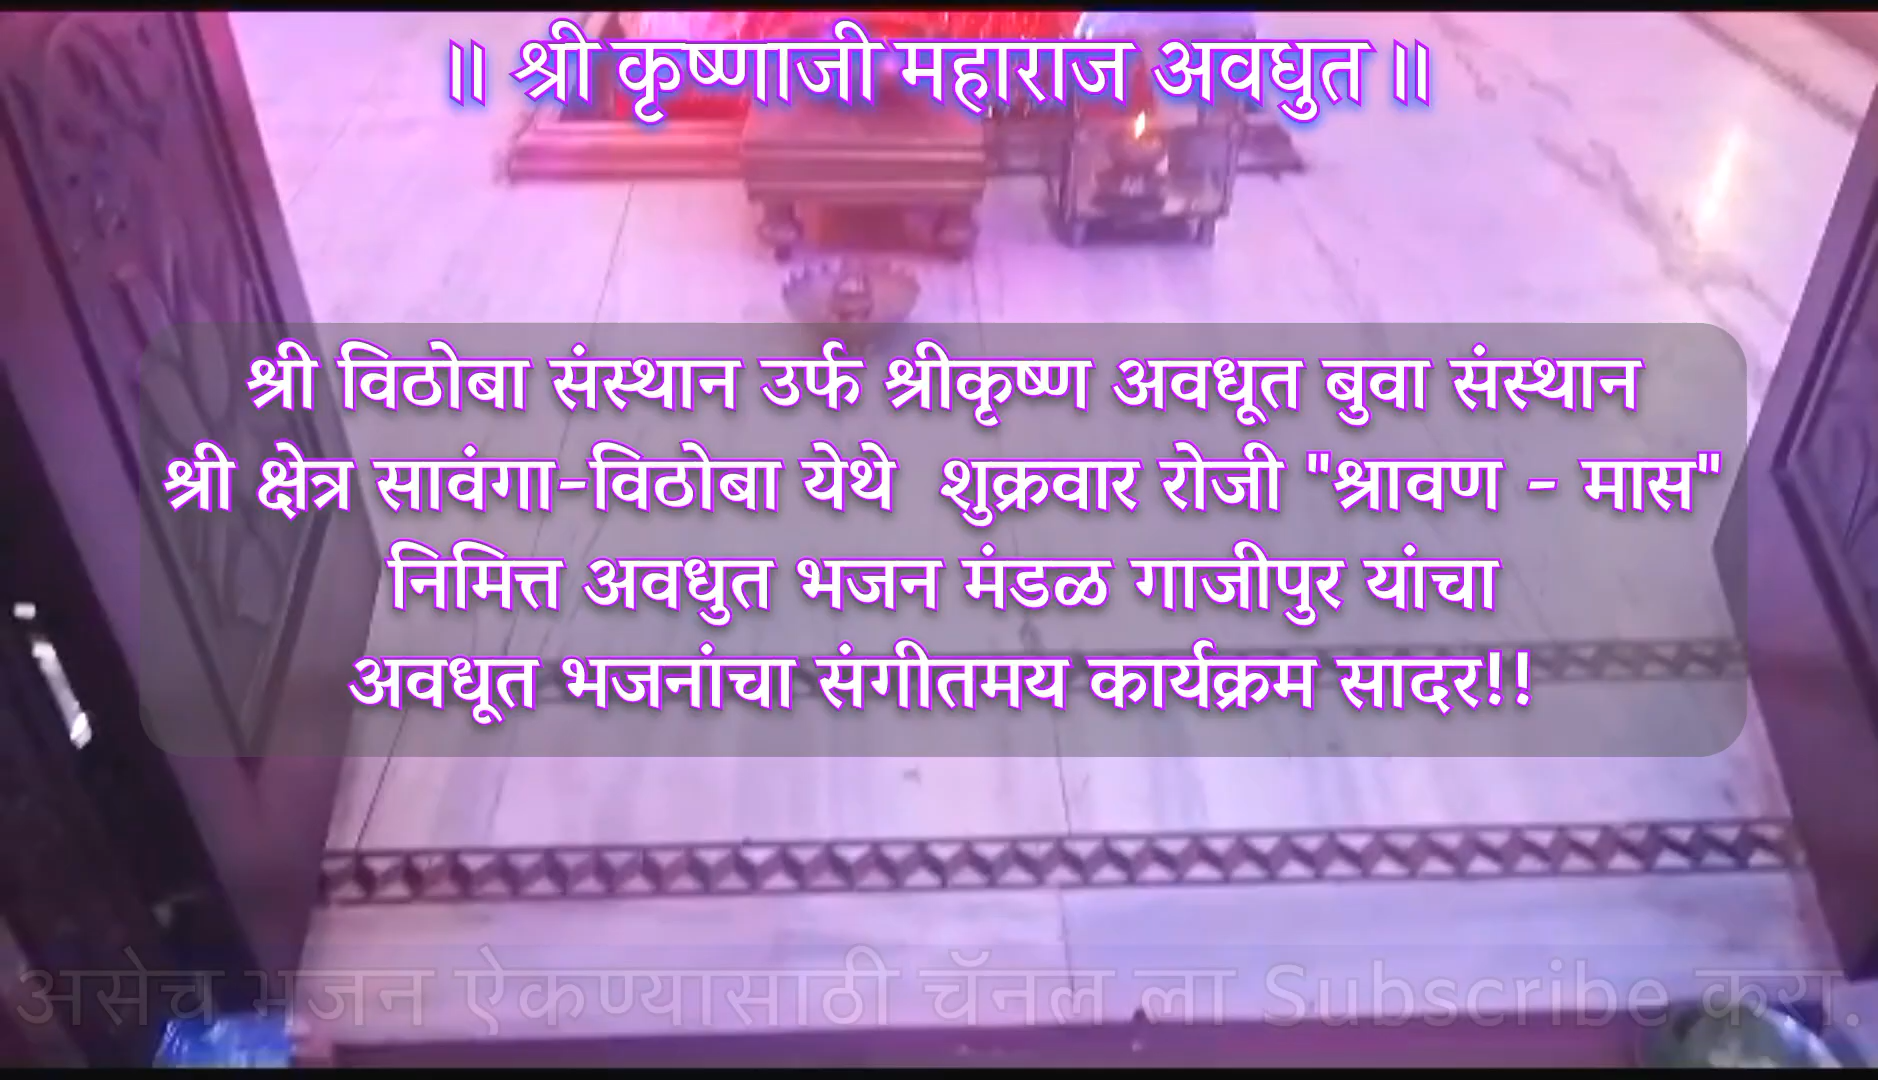 ॥ श्री कृष्णाजी महाराज अवधुत ॥
श्री विठोबा संस्थान उर्फ श्रीकृष्ण अवधूत बुवा संस्थान
श्री क्षेत्र सावंगा-विठोबा येथे शुक्रवार रोजी "श्रावण - मास"
निमित्त अवधुत भजन मंडळ गाजीपुर यांचा
अवधूत भजनांचा संगीतमय कार्यक्रम सादर!!
असेच भजन ऐकण्यासाठी चॅनल ला Subscribe करा.